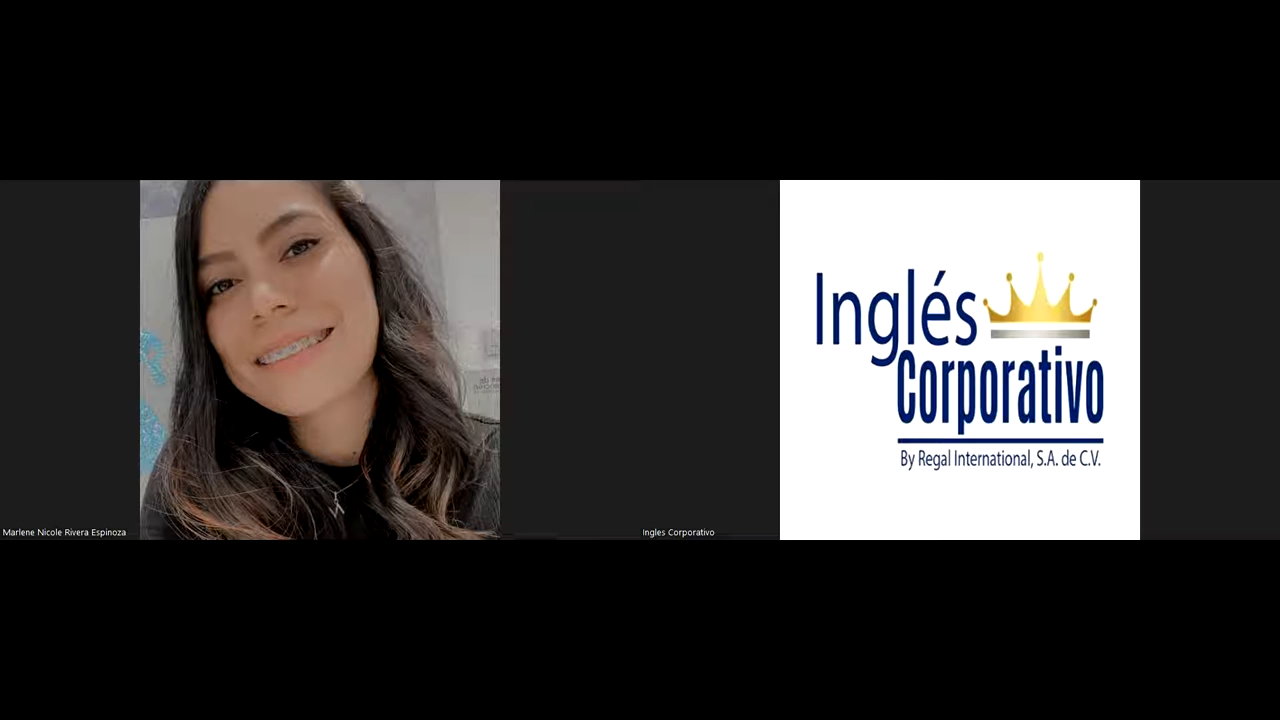 Marlene Nicole Rivera Espinoza
Ingles Corporativo
Inglés
Corporativo
By Regal International, S.A. de C.V.